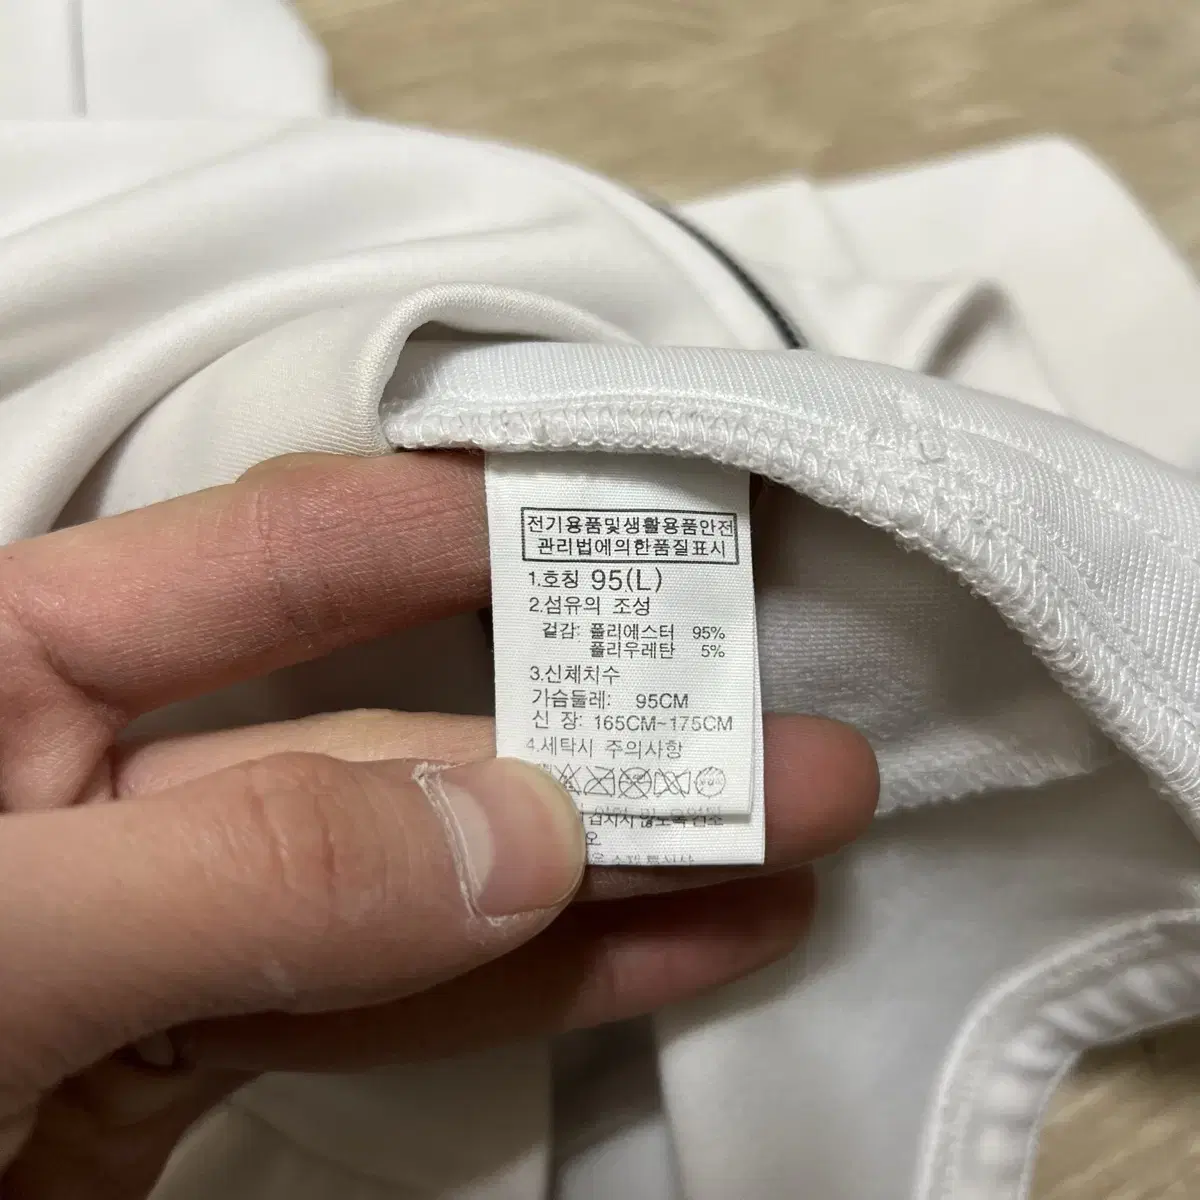 전기용품및생활용품안전
관리법에의한품질표시
1.호칭 95(L)
2.섬유의 조성
겉감: 폴리에스터 95%
폴리우레탄 5%
3.신체치수
가슴둘레: 95CM
신 장: 165CM~175CM
4.세탁시 주의사항